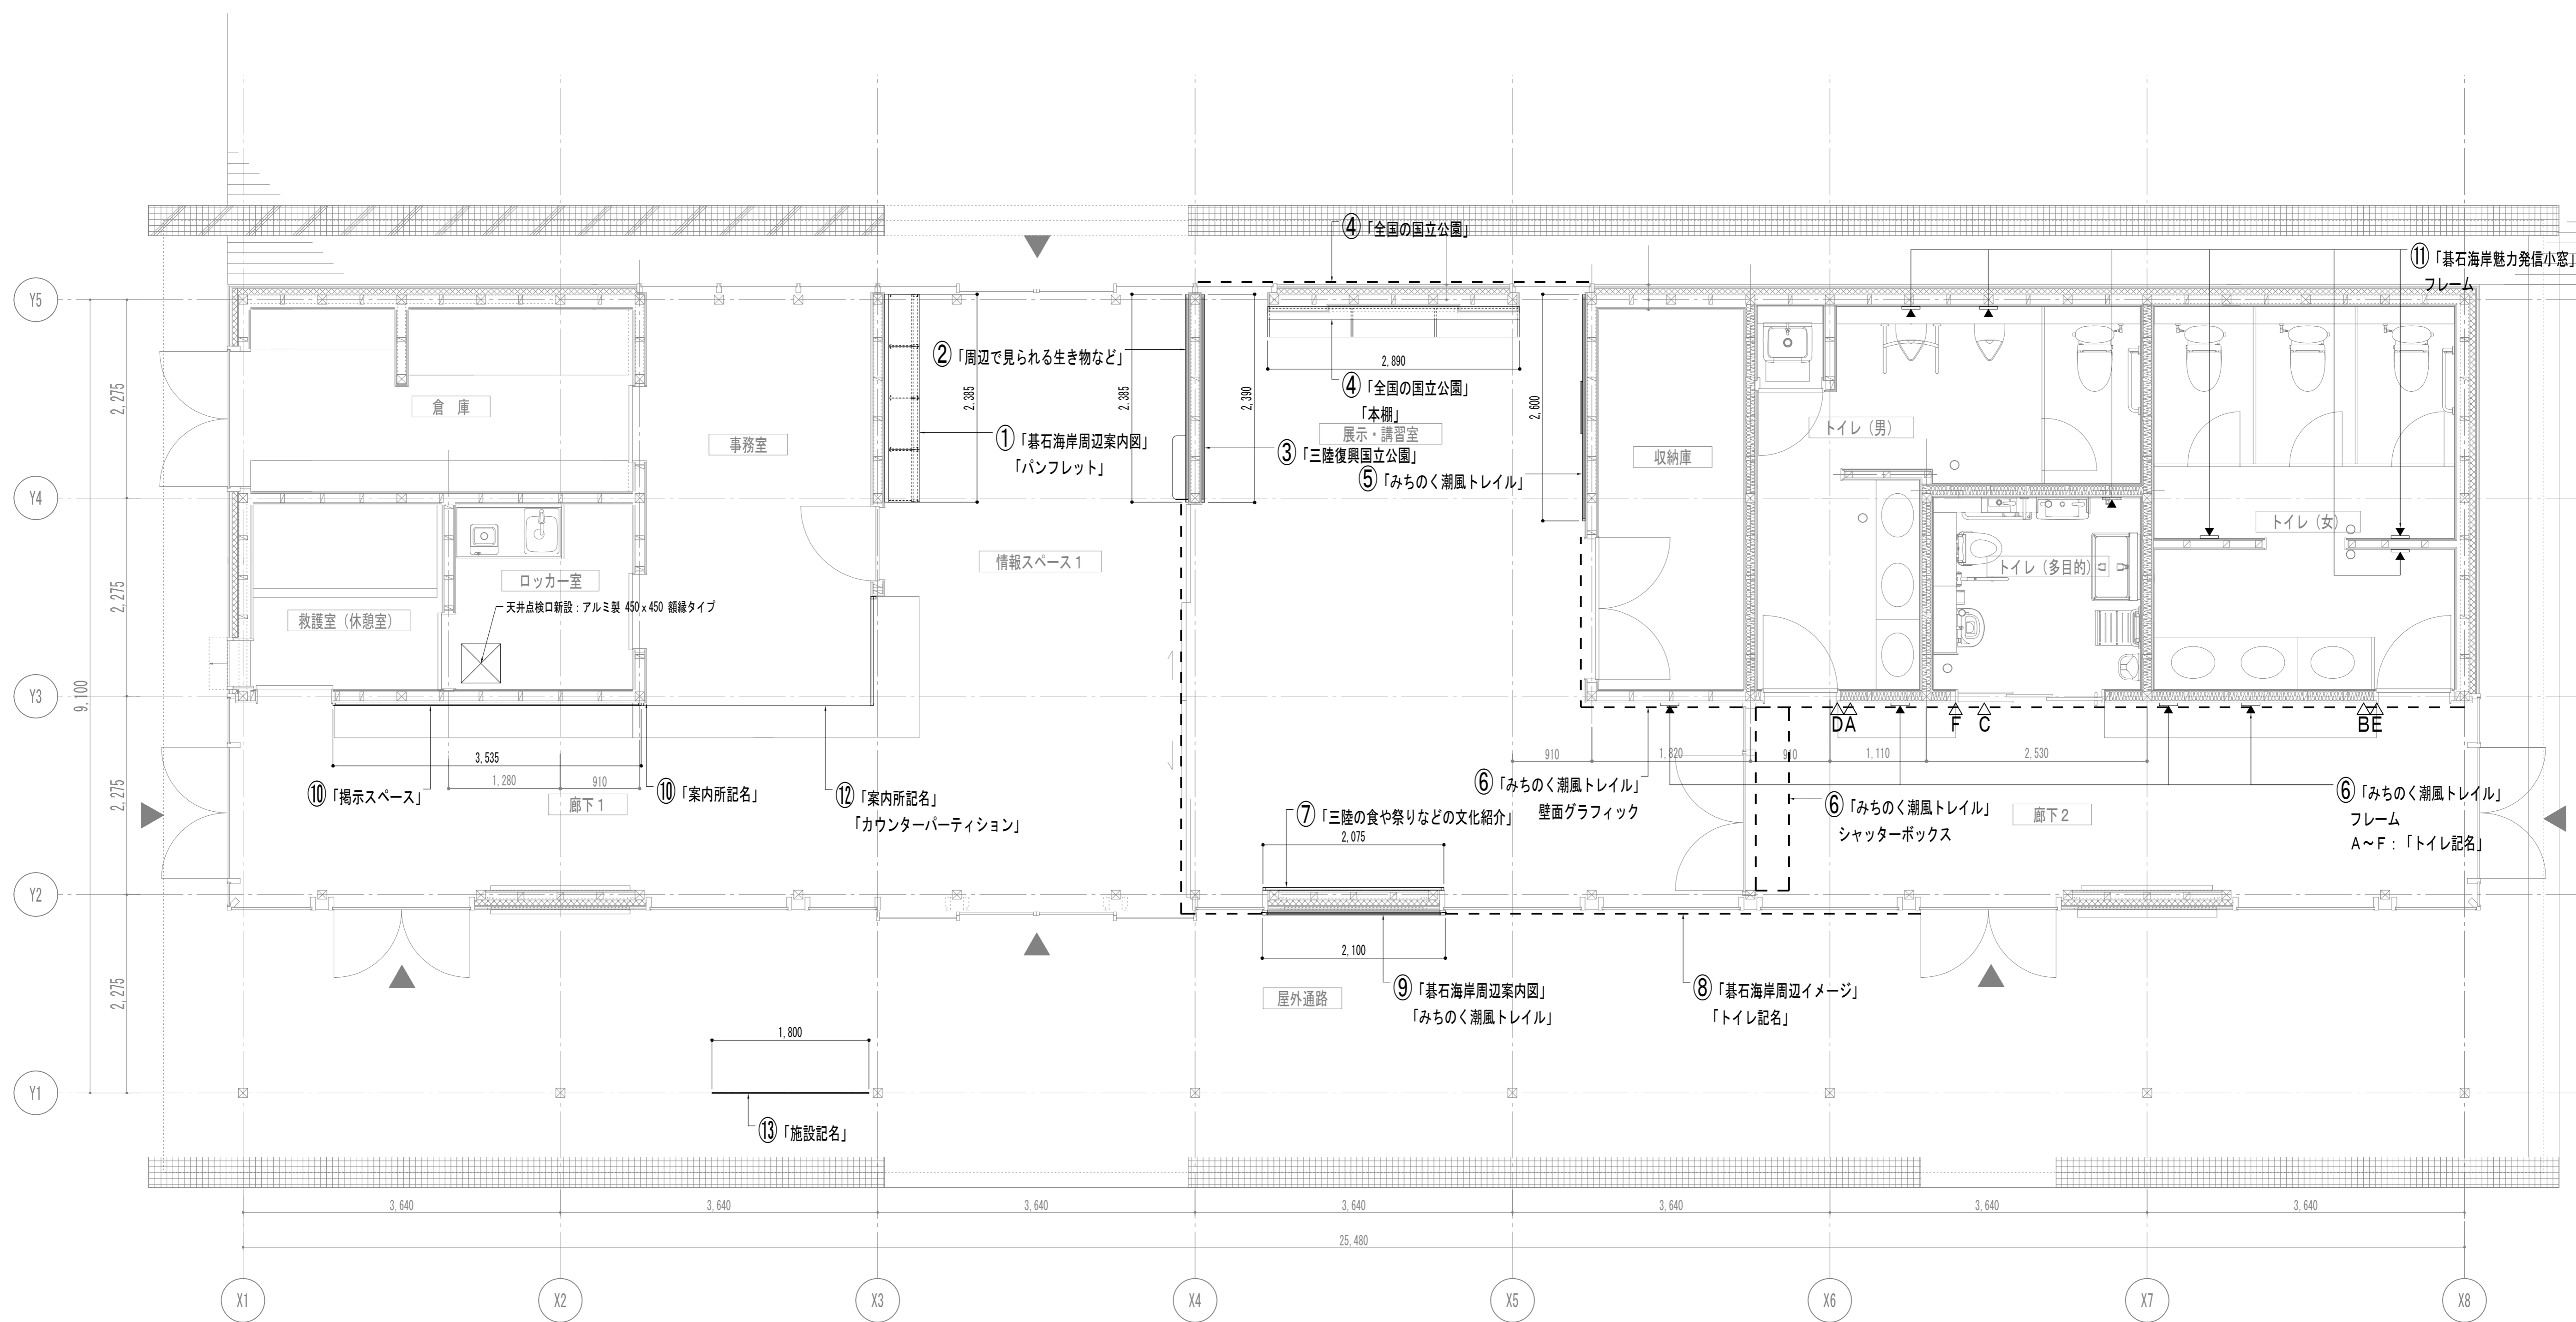 ④「全国の国立公園」
⑪「碁石海岸魅力発信小窓」
フレーム
Y5
②「周辺で見られる生き物など」
2,890
④「全国の国立公園」
「本棚」
展示・講習室
2,275
倉　庫
事務室
2,385
2,385
2,390
2,600
トイレ（男）
①「碁石海岸周辺案内図」
「パンフレット」
③「三陸復興国立公園」
⑤「みちのく潮風トレイル」
収納庫
Y4
トイレ（女）
情報スペース１
トイレ（多目的）
ロッカー室
2,275
天井点検口新設：アルミ製 450ｘ450 額縁タイプ
救護室（休憩室）
9,100
Y3
D A F C B E
3,535
1,280
910
910
1,820
910
1,110
2,530
⑩「掲示スペース」
⑩「案内所記名」
⑫「案内所記名」
「カウンターパーティション」
廊下１
2,275
⑥「みちのく潮風トレイル」
壁面グラフィック
⑥「みちのく潮風トレイル」
シャッターボックス
⑥「みちのく潮風トレイル」
フレーム
Ａ～Ｆ：「トイレ記名」
廊下２
⑦「三陸の食や祭りなどの文化紹介」
2,075
Y2
2,100
2,275
屋外通路
⑨「碁石海岸周辺案内図」
「みちのく潮風トレイル」
⑧「碁石海岸周辺イメージ」
「トイレ記名」
1,800
Y1
⑬「施設記名」
3,640
3,640
3,640
3,640
3,640
3,640
3,640
25,480
X1
X2
X3
X4
X5
X6
X7
X8